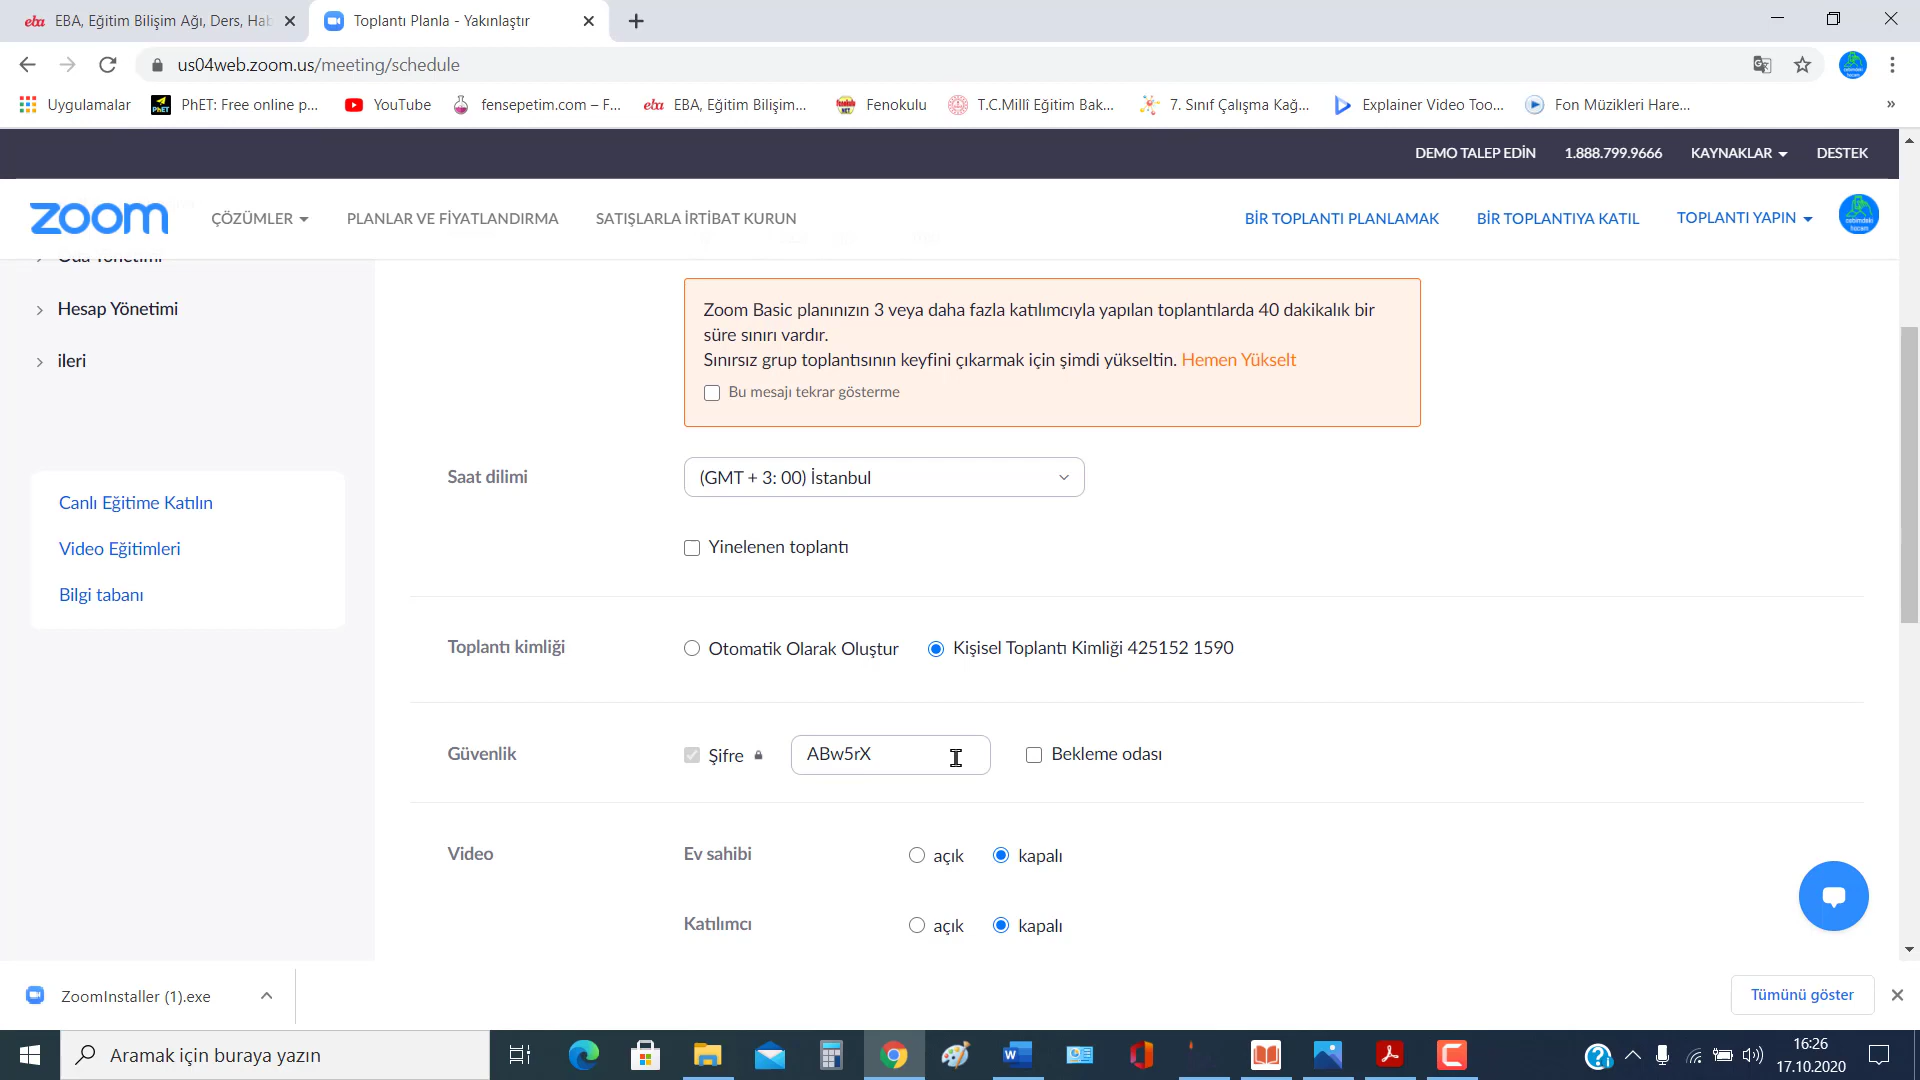 eba EBA, Eğitim Bilişim Ağı, Ders, Hab
Toplantı Planla - Yakınlaştır
us04web.zoom.us/meeting/schedule
Uygulamalar
PhET: Free online p...
YouTube
fensepetim.com – F...
eba EBA, Eğitim Bilişim...
Fenokulu
T.C.Millî Eğitim Bak...
7. Sınıf Çalışma Kağ...
Explainer Video Too...
Fon Müzikleri Hare...
»
DEMO TALEP EDİN
1.888.799.9666
KAYNAKLAR
DESTEK
zoom
ÇÖZÜMLER
PLANLAR VE FİYATLANDIRMA
SATIŞLARLA İRTİBAT KURUN
BİR TOPLANTI PLANLAMAK
BİR TOPLANTIYA KATIL
TOPLANTI YAPIN
Oda Yönetimi
Hesap Yönetimi
ileri
Canlı Eğitime Katılın
Video Eğitimleri
Bilgi tabanı
Zoom Basic planınızın 3 veya daha fazla katılımcıyla yapılan toplantılarda 40 dakikalık bir
süre sınırı vardır.
Sınırsız grup toplantısının keyfini çıkarmak için şimdi yükseltin. Hemen Yükselt
Bu mesajı tekrar gösterme
Saat dilimi
(GMT + 3: 00) İstanbul
Yinelenen toplantı
Toplantı kimliği
Otomatik Olarak Oluştur
Kişisel Toplantı Kimliği 425152 1590
Güvenlik
Şifre
ABw5rX
Bekleme odası
Video
Ev sahibi
açık
kapalı
Katılımcı
açık
kapalı
ZoomInstaller (1).exe
Tümünü göster
Aramak için buraya yazın
16:26
17.10.2020